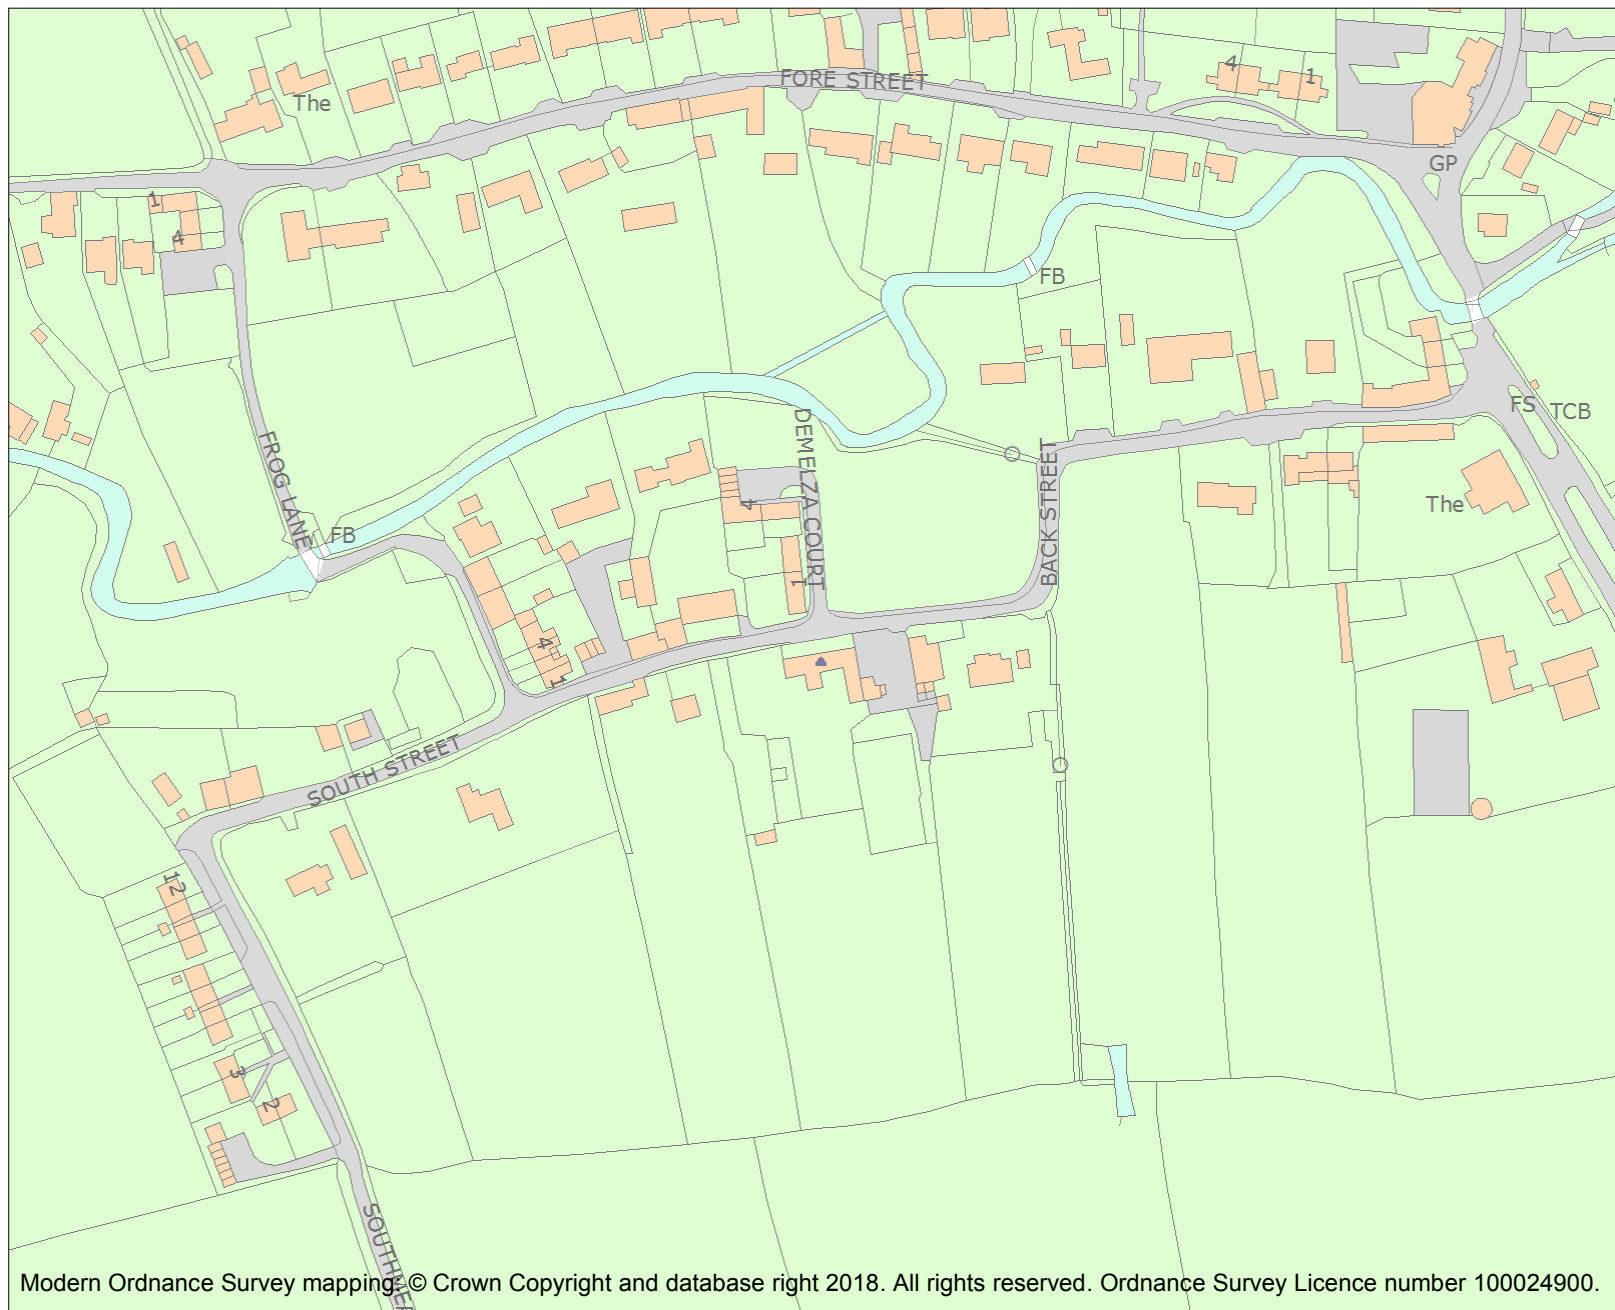 FORE STREET
4
1
The
GP
1
4
FB
FROG LANE
DEMELZA COURT
BACK STREET
FS
TCB
FB
4
The
1
4
1
SOUTH STREET
12
3
2
Modern Ordnance Survey mapping: © Crown Copyright and database right 2018. All rights reserved. Ordnance Survey Licence number 100024900.